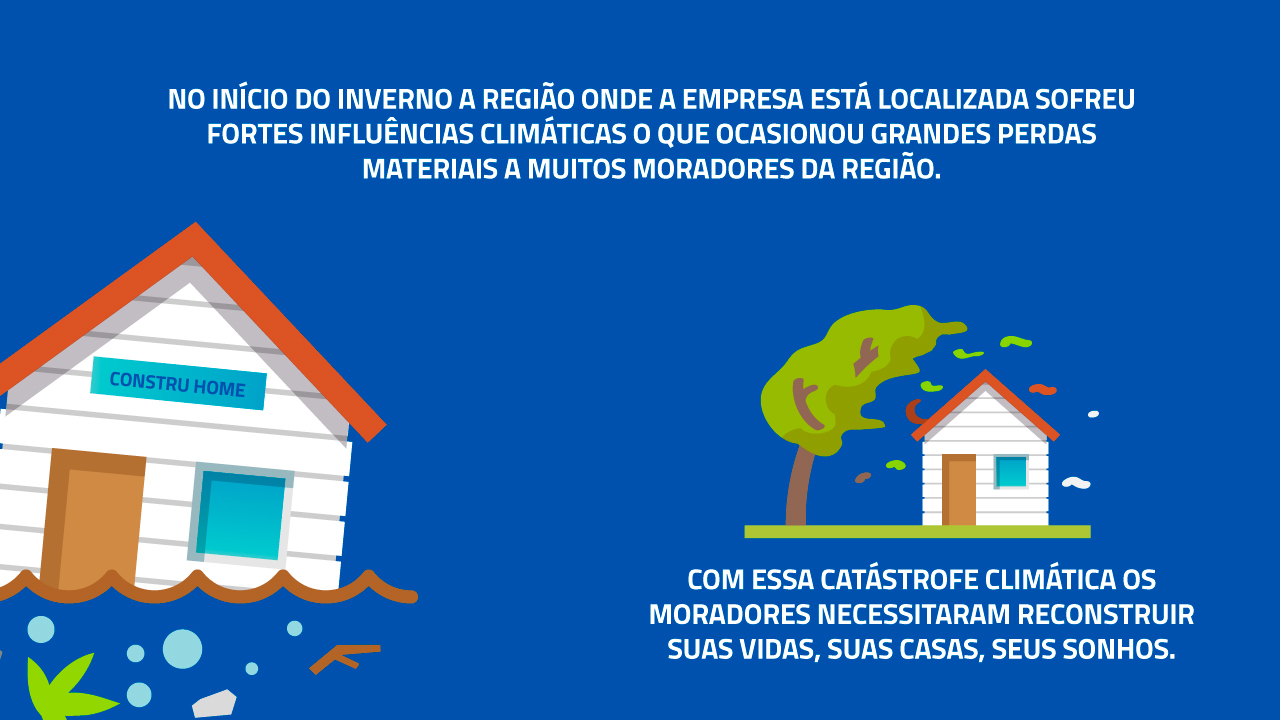 NO INÍCIO DO INVERNO A REGIÃO ONDE A EMPRESA ESTÁ LOCALIZADA SOFREU
FORTES INFLUÊNCIAS CLIMÁTICAS O QUE OCASIONOU GRANDES PERDAS
MATERIAIS A MUITOS MORADORES DA REGIÃO.
CONSTRU HOME
COM ESSA CATÁSTROFE CLIMÁTICA OS
MORADORES NECESSITARAM RECONSTRUIR
SUAS VIDAS, SUAS CASAS, SEUS SONHOS.